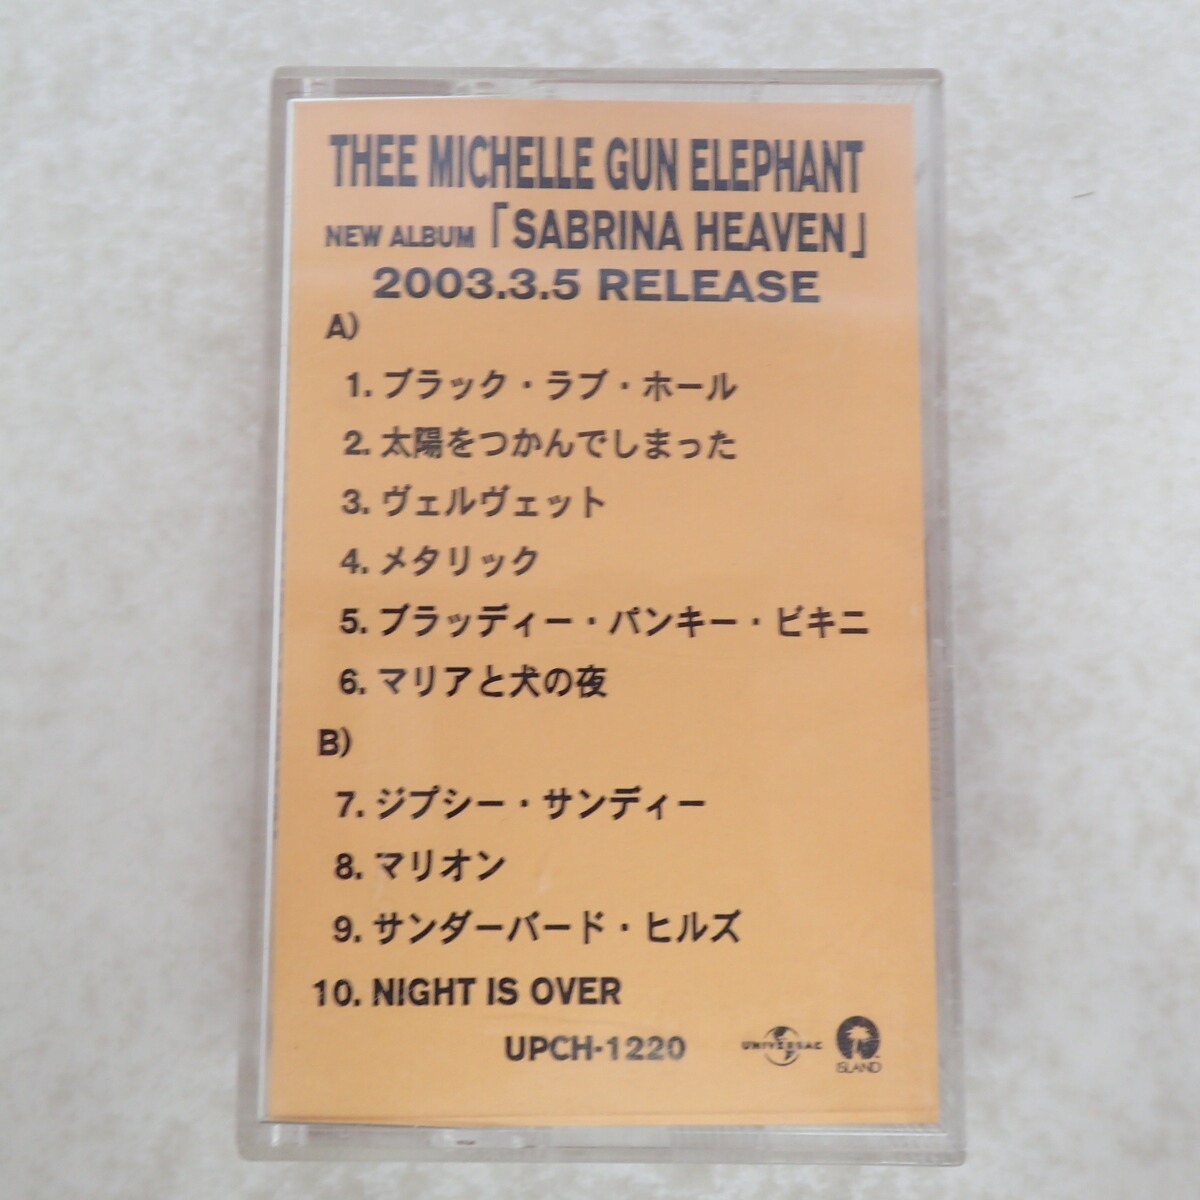 THEE MICHELLE GUN ELEPHANT
NEW ALBUM「SABRINA HEAVEN」
2003.3.5 RELEASE
A)
1. ブラック・ラブ・ホール
2. 太陽をつかんでしまった
3. ヴェルヴェット
4. メタリック
5. ブラッディー・パンキー・ビキニ
6. マリアと犬の夜
B)
7. ジプシー・サンディー
8. マリオン
9. サンダーバード・ヒルズ
10. NIGHT IS OVER
UPCH-1220
UNIVERSAL
ISLAND